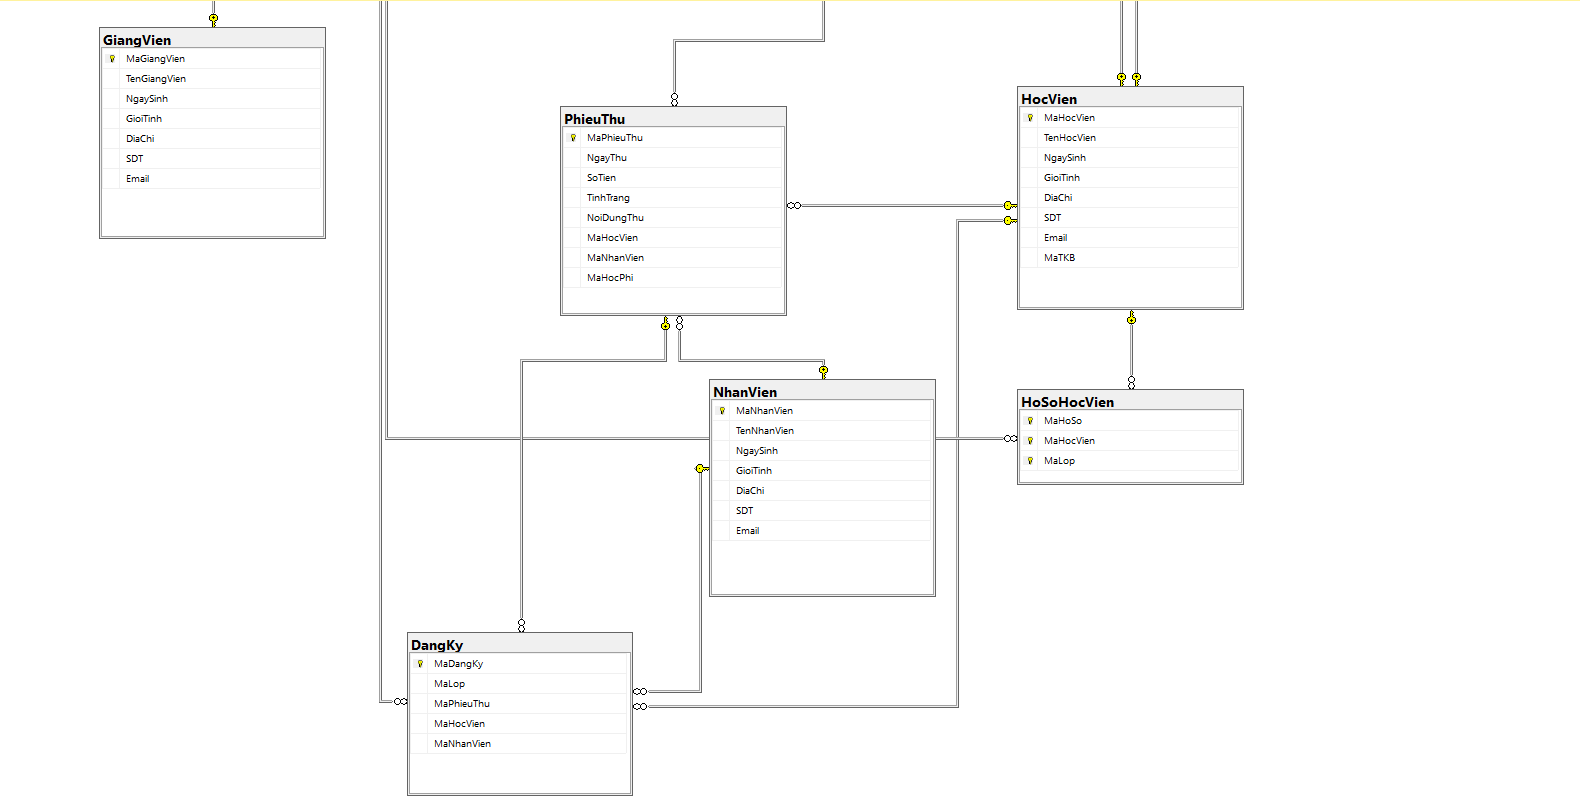 GiangVien
MaGiangVien
TenGiangVien
NgaySinh
GioiTinh
DiaChi
SDT
Email
PhieuThu
MaPhieuThu
NgayThu
SoTien
TinhTrang
NoiDungThu
MaHocVien
MaNhanVien
MaHocPhi
HocVien
MaHocVien
TenHocVien
NgaySinh
GioiTinh
DiaChi
SDT
Email
MaTKB
NhanVien
MaNhanVien
TenNhanVien
NgaySinh
GioiTinh
DiaChi
SDT
Email
HoSoHocVien
MaHoSo
MaHocVien
MaLop
DangKy
MaDangKy
MaLop
MaPhieuThu
MaHocVien
MaNhanVien